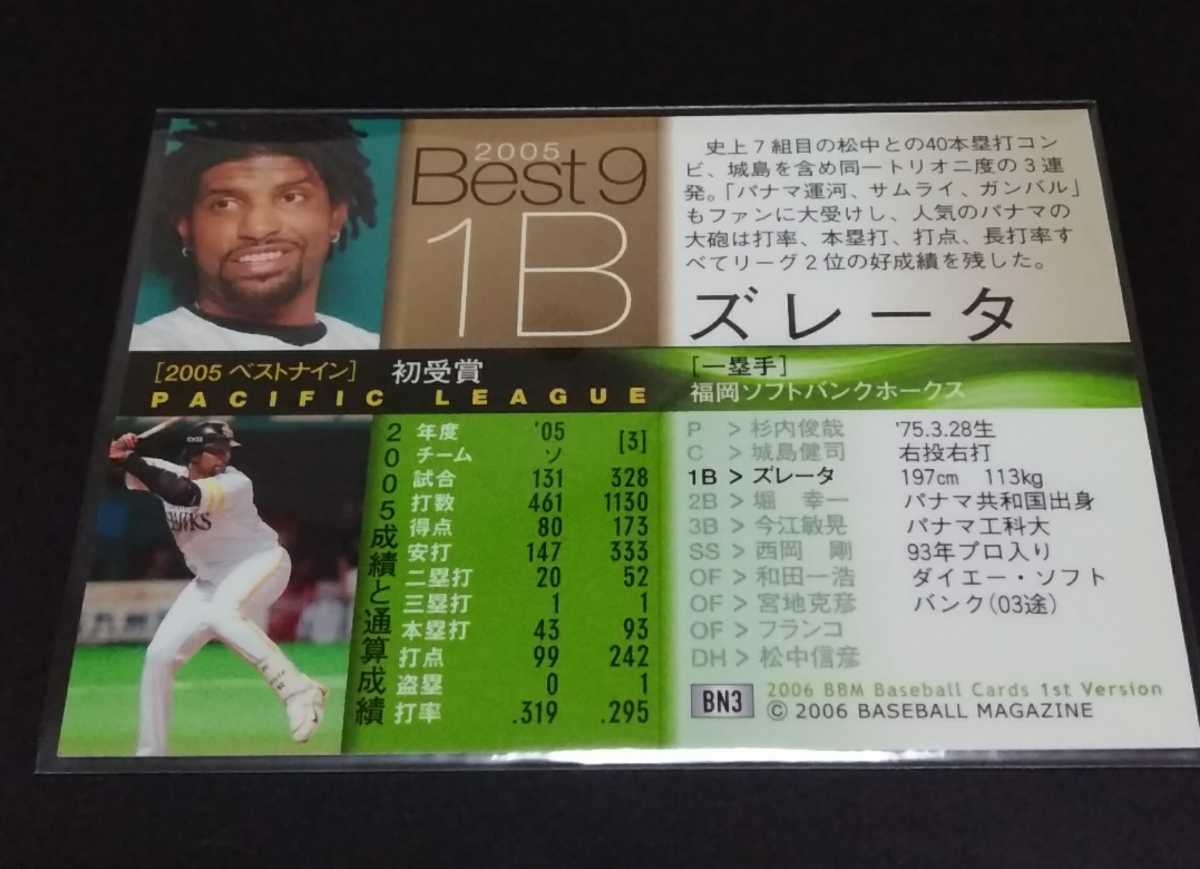 2005
Best9
1B
史上7組目の松中との40本塁打コン
ビ、城島を含め同一トリオ二度の3連
発。「パナマ運河、サムライ、ガンバル」
もファンに大受けし、人気のパナマの
大砲は打率、本塁打、打点、長打率す
べてリーグ2位の好成績を残した。
ズレータ
[2005 ベストナイン] 初受賞
PACIFIC LEAGUE
[一塁手]
福岡ソフトバンクホークス
HAWKS
2005成績と通算成績
年度 '05 [3]
チーム ソ
試合 131 328
打数 461 1130
得点 80 173
安打 147 333
二塁打 20 52
三塁打 1 1
本塁打 43 93
打点 99 242
盗塁 0 1
打率 .319 .295
P > 杉内俊哉
C > 城島健司
1B > ズレータ
2B > 堀 幸一
3B > 今江敏晃
SS > 西岡 剛
OF > 和田一浩
OF > 宮地克彦
OF > フランコ
DH > 松中信彦
'75.3.28生
右投右打
197cm 113kg
パナマ共和国出身
パナマ工科大
93年プロ入り
ダイエー・ソフト
バンク(03途)
BN3
2006 BBM Baseball Cards 1st Version
© 2006 BASEBALL MAGAZINE